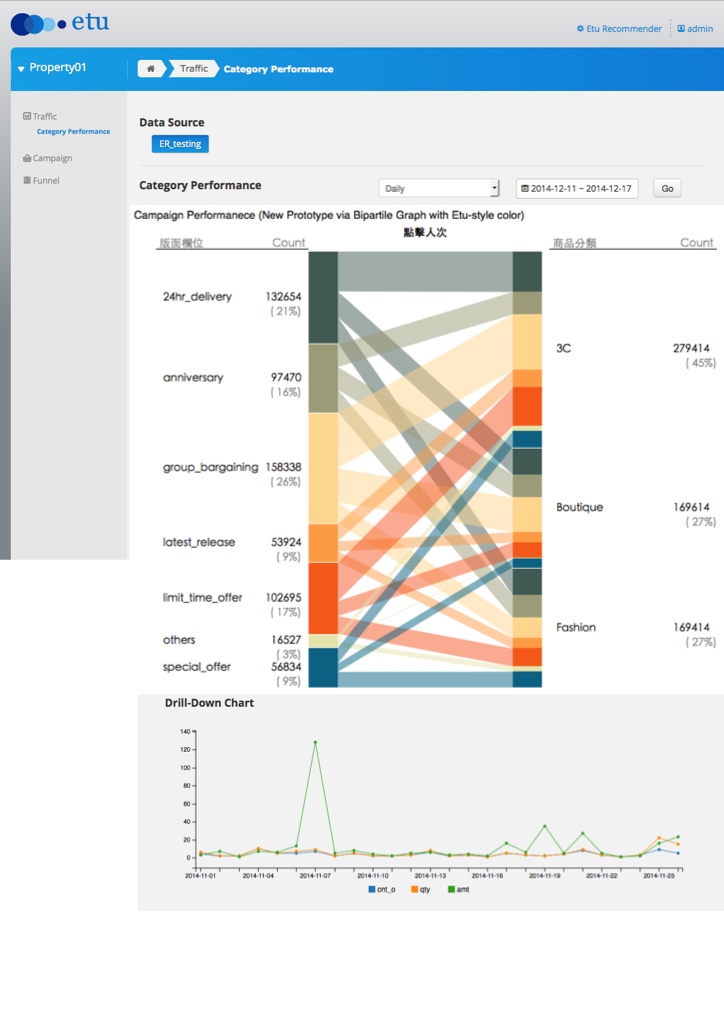 etu
Etu Recommender
admin
Property01
Traffic
Category Performance
Traffic
Category Performance
Campaign
Funnel
Data Source
ER_testing
Category Performance
Daily
2014-12-11 ~ 2014-12-17
Go
Campaign Performanece (New Prototype via Bipartile Graph with Etu-style color)
點擊人次
版面欄位 Count
商品分類 Count
24hr_delivery 132654
( 21%)
anniversary 97470
( 16%)
group_bargaining 158338
( 26%)
latest_release 53924
( 9%)
limit_time_offer 102695
( 17%)
others 16527
( 3%)
special_offer 56834
( 9%)
3C 279414
( 45%)
Boutique 169614
( 27%)
Fashion 169414
( 27%)
Drill-Down Chart
140
120
100
80
60
40
20
0
2014-11-01 2014-11-04 2014-11-07 2014-11-10 2014-11-13 2014-11-16 2014-11-19 2014-11-22 2014-11-25
cnt_o qty amt